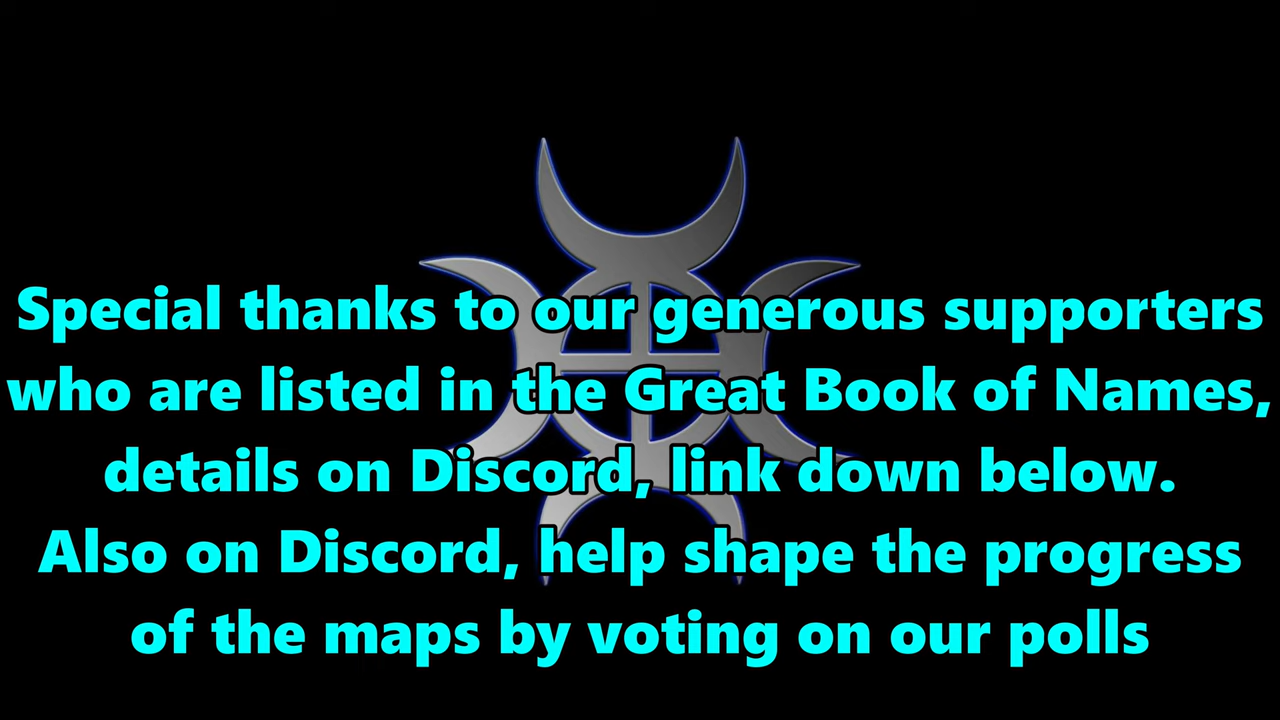 Special thanks to our generous supporters
who are listed in the Great Book of Names,
details on Discord, link down below.
Also on Discord, help shape the progress
of the maps by voting on our polls